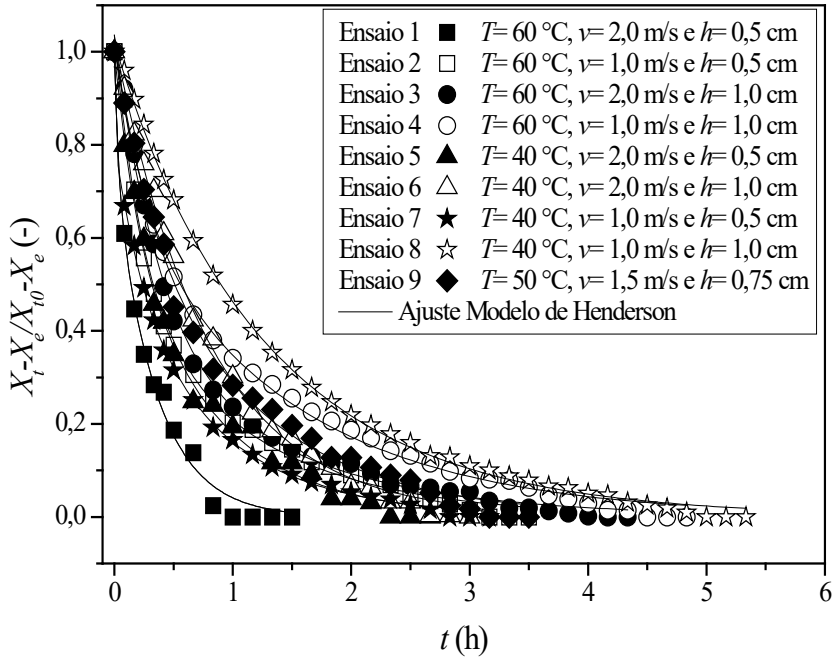 Ensaio 1 ■ T= 60 °C, v= 2,0 m/s e h= 0,5 cm
Ensaio 2 □ T= 60 °C, v= 1,0 m/s e h= 0,5 cm
Ensaio 3 ● T= 60 °C, v= 2,0 m/s e h= 1,0 cm
Ensaio 4 ○ T= 60 °C, v= 1,0 m/s e h= 1,0 cm
Ensaio 5 ▲ T= 40 °C, v= 2,0 m/s e h= 0,5 cm
Ensaio 6 △ T= 40 °C, v= 2,0 m/s e h= 1,0 cm
Ensaio 7 ★ T= 40 °C, v= 1,0 m/s e h= 0,5 cm
Ensaio 8 ☆ T= 40 °C, v= 1,0 m/s e h= 1,0 cm
Ensaio 9 ◆ T= 50 °C, v= 1,5 m/s e h= 0,75 cm
Ajuste Modelo de Henderson
1,0
0,8
0,6
0,4
0,2
0,0
X_t-X_e/X_t0-X_e (-)
0 1 2 3 4 5 6
t (h)